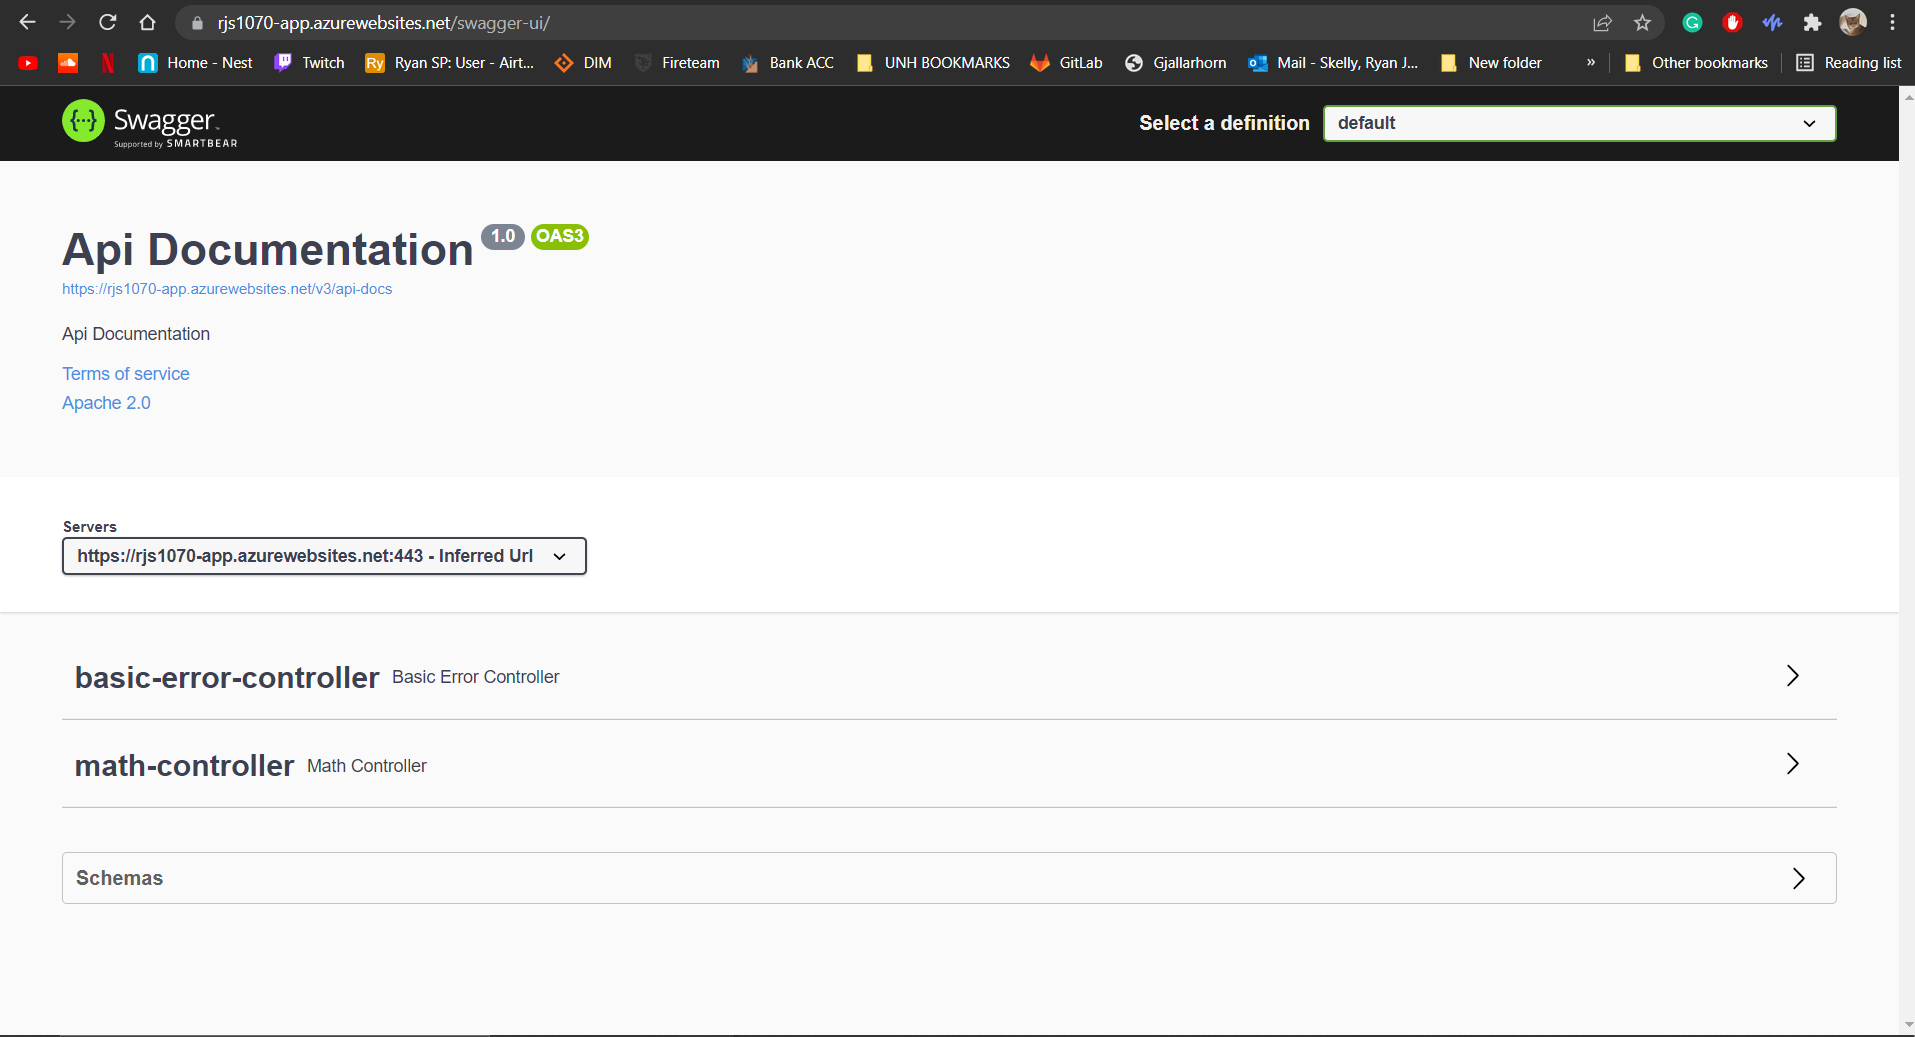 rjs1070-app.azurewebsites.net/swagger-ui/
Home - Nest Twitch Ry Ryan SP: User - Airt... DIM Fireteam Bank ACC UNH BOOKMARKS GitLab Gjallarhorn Mail - Skelly, Ryan J... New folder » Other bookmarks Reading list
{···} Swagger Select a definition default
Supported by SMARTBEAR
Api Documentation 1.0 OAS3
https://rjs1070-app.azurewebsites.net/v3/api-docs
Api Documentation
Terms of service
Apache 2.0
Servers
https://rjs1070-app.azurewebsites.net:443 - Inferred Url
basic-error-controller Basic Error Controller
math-controller Math Controller
Schemas